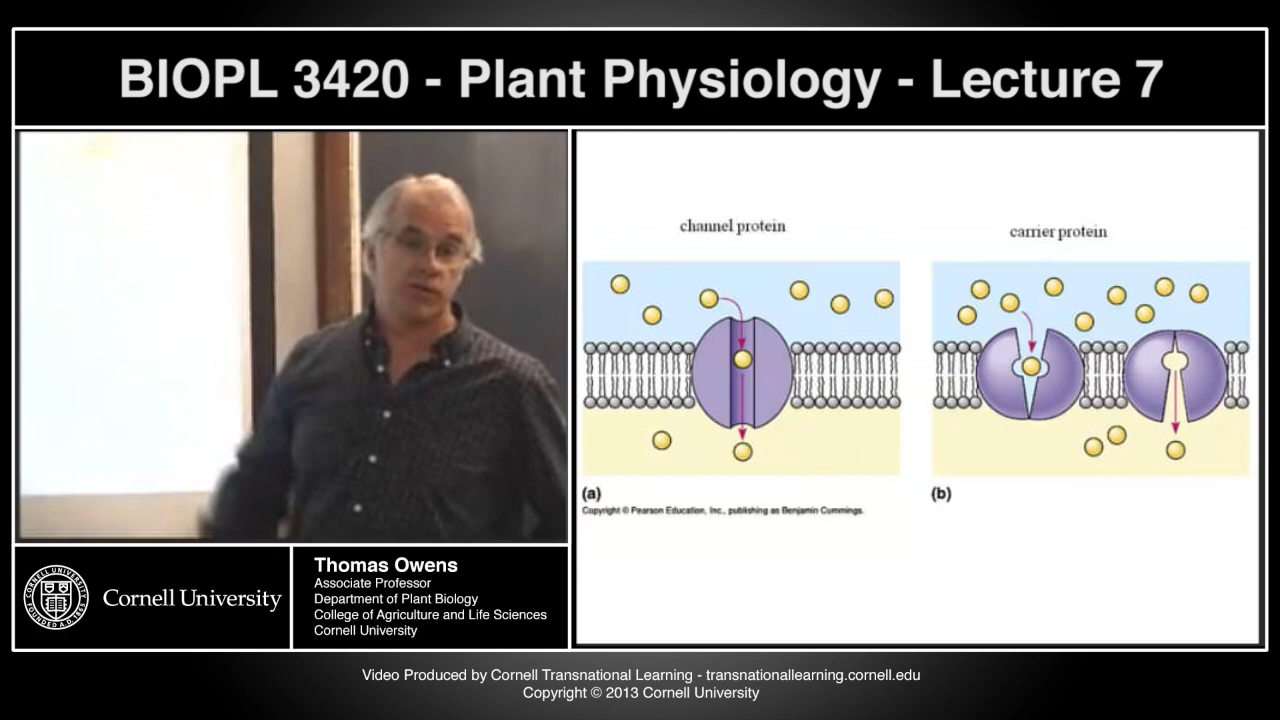 BIOPL 3420 - Plant Physiology - Lecture 7
channel protein
carrier protein
(a)
(b)
Copyright © Pearson Education, Inc., publishing as Benjamin Cummings.
Cornell University
Thomas Owens
Associate Professor
Department of Plant Biology
College of Agriculture and Life Sciences
Cornell University
Video Produced by Cornell Transnational Learning - transnationallearning.cornell.edu
Copyright © 2013 Cornell University